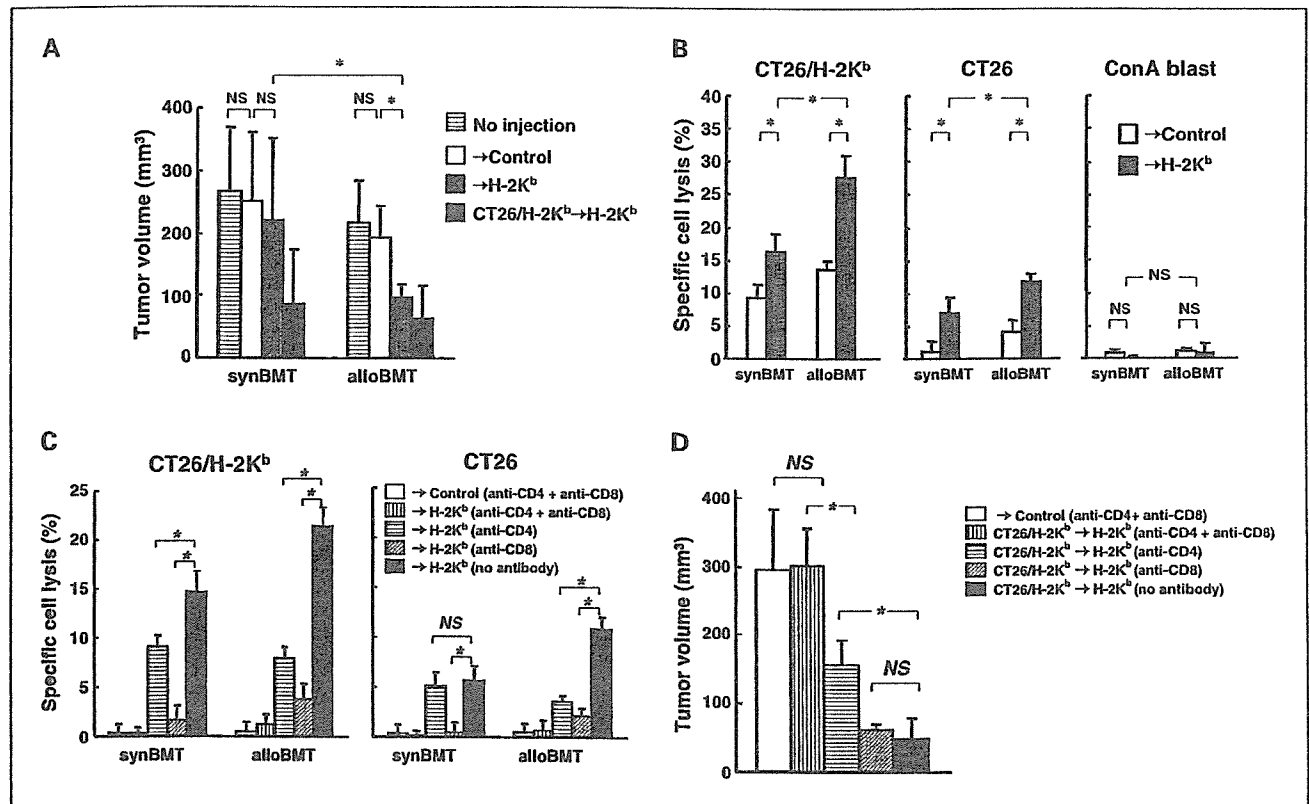 A
*
NS NS
NS *
Tumor volume (mm³)
400
300
200
100
0
synBMT alloBMT
No injection
→Control
→H-2Kᵇ
CT26/H-2Kᵇ→H-2Kᵇ
B
CT26/H-2Kᵇ CT26 ConA blast
Specific cell lysis (%)
40
35
30
25
20
15
10
5
0
*
* *
*
* *
NS
NS NS
→Control
→H-2Kᵇ
synBMT alloBMT synBMT alloBMT synBMT alloBMT
C
CT26/H-2Kᵇ CT26
Specific cell lysis (%)
25
20
15
10
5
0
*
*
*
*
→ Control (anti-CD4 + anti-CD8)
→ H-2Kᵇ (anti-CD4 + anti-CD8)
→ H-2Kᵇ (anti-CD4)
→ H-2Kᵇ (anti-CD8)
→ H-2Kᵇ (no antibody)
NS
*
*
*
synBMT alloBMT synBMT alloBMT
D
NS
*
*
NS
Tumor volume (mm³)
400
300
200
100
0
→ Control (anti-CD4+ anti-CD8)
CT26/H-2Kᵇ → H-2Kᵇ (anti-CD4 + anti-CD8)
CT26/H-2Kᵇ → H-2Kᵇ (anti-CD4)
CT26/H-2Kᵇ → H-2Kᵇ (anti-CD8)
CT26/H-2Kᵇ → H-2Kᵇ (no antibody)